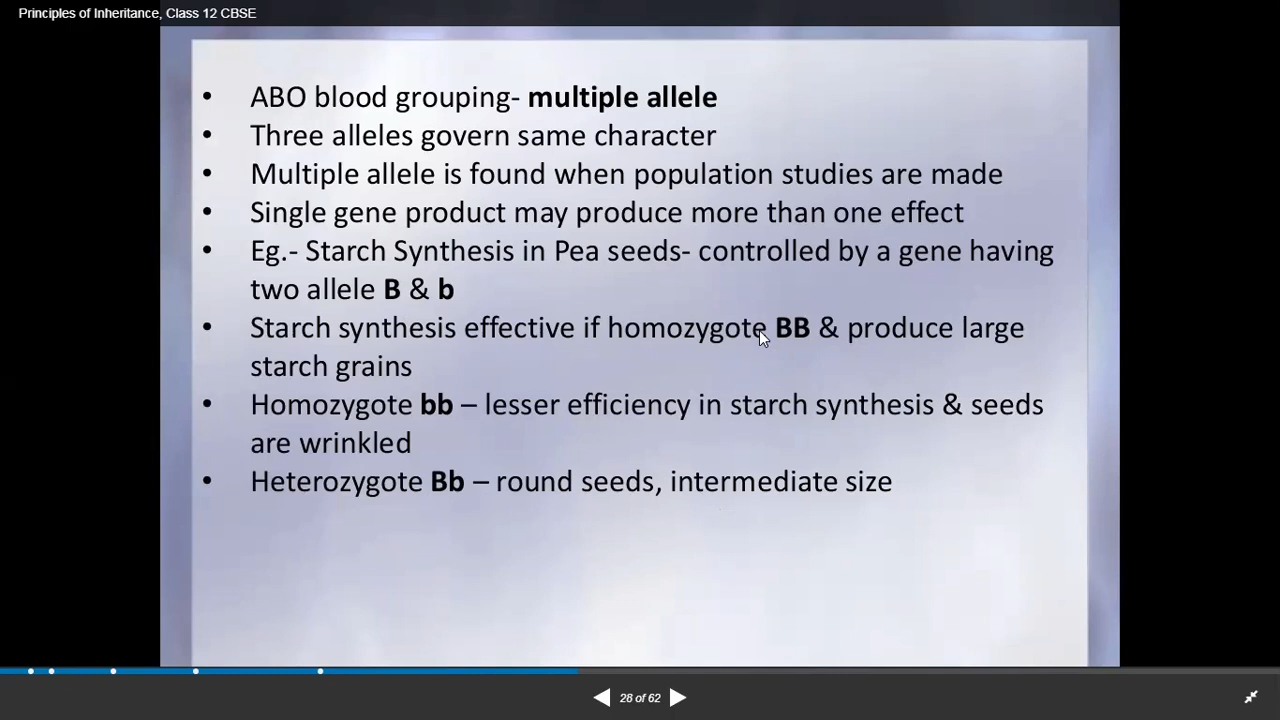 Principles of Inheritance, Class 12 CBSE
• ABO blood grouping- multiple allele
• Three alleles govern same character
• Multiple allele is found when population studies are made
• Single gene product may produce more than one effect
• Eg.- Starch Synthesis in Pea seeds- controlled by a gene having
two allele B & b
• Starch synthesis effective if homozygote BB & produce large
starch grains
• Homozygote bb – lesser efficiency in starch synthesis & seeds
are wrinkled
• Heterozygote Bb – round seeds, intermediate size
28 of 62